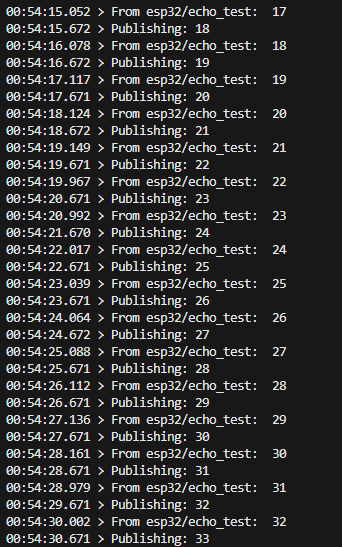 00:54:15.052 > From esp32/echo_test:  17
00:54:15.672 > Publishing: 18
00:54:16.078 > From esp32/echo_test:  18
00:54:16.672 > Publishing: 19
00:54:17.117 > From esp32/echo_test:  19
00:54:17.671 > Publishing: 20
00:54:18.124 > From esp32/echo_test:  20
00:54:18.672 > Publishing: 21
00:54:19.149 > From esp32/echo_test:  21
00:54:19.671 > Publishing: 22
00:54:19.967 > From esp32/echo_test:  22
00:54:20.671 > Publishing: 23
00:54:20.992 > From esp32/echo_test:  23
00:54:21.670 > Publishing: 24
00:54:22.017 > From esp32/echo_test:  24
00:54:22.671 > Publishing: 25
00:54:23.039 > From esp32/echo_test:  25
00:54:23.671 > Publishing: 26
00:54:24.064 > From esp32/echo_test:  26
00:54:24.672 > Publishing: 27
00:54:25.088 > From esp32/echo_test:  27
00:54:25.671 > Publishing: 28
00:54:26.112 > From esp32/echo_test:  28
00:54:26.671 > Publishing: 29
00:54:27.136 > From esp32/echo_test:  29
00:54:27.671 > Publishing: 30
00:54:28.161 > From esp32/echo_test:  30
00:54:28.671 > Publishing: 31
00:54:28.979 > From esp32/echo_test:  31
00:54:29.671 > Publishing: 32
00:54:30.002 > From esp32/echo_test:  32
00:54:30.671 > Publishing: 33